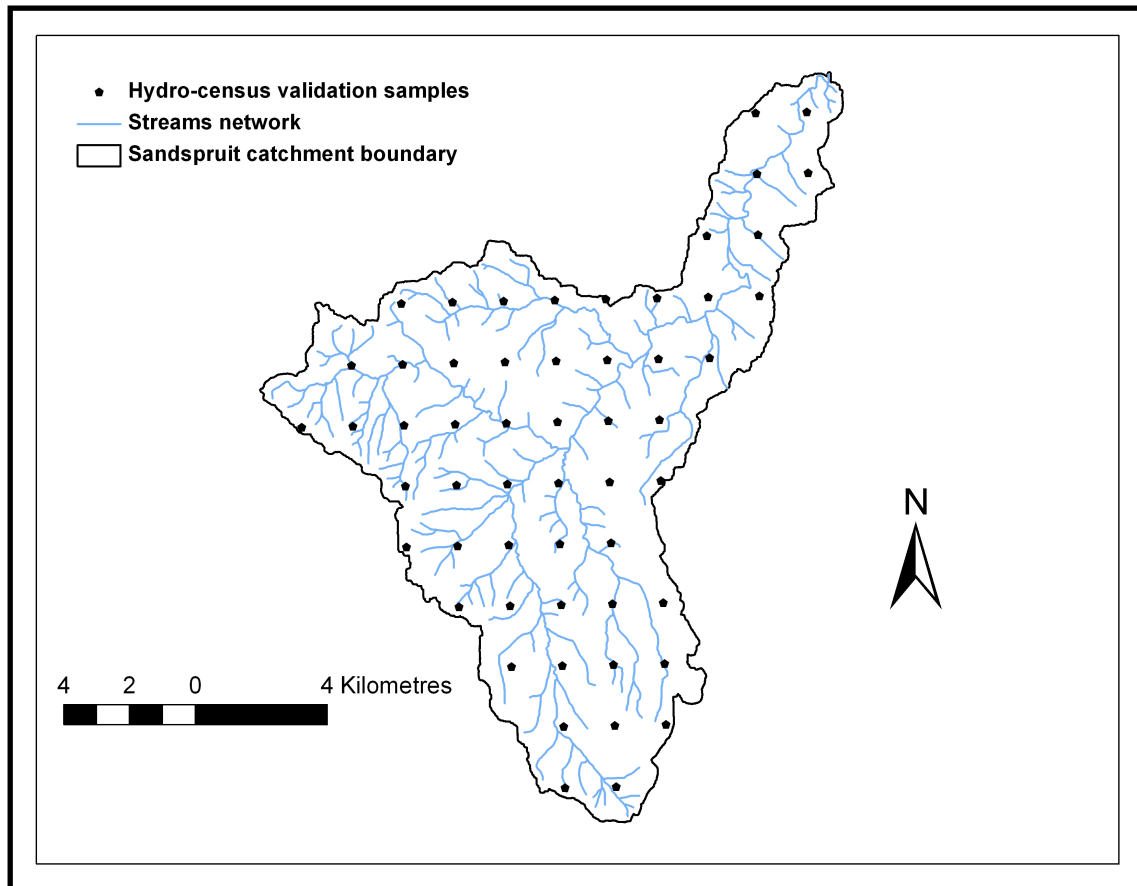 Hydro-census validation samples
Streams network
Sandspruit catchment boundary
N
4 2 0 4 Kilometres